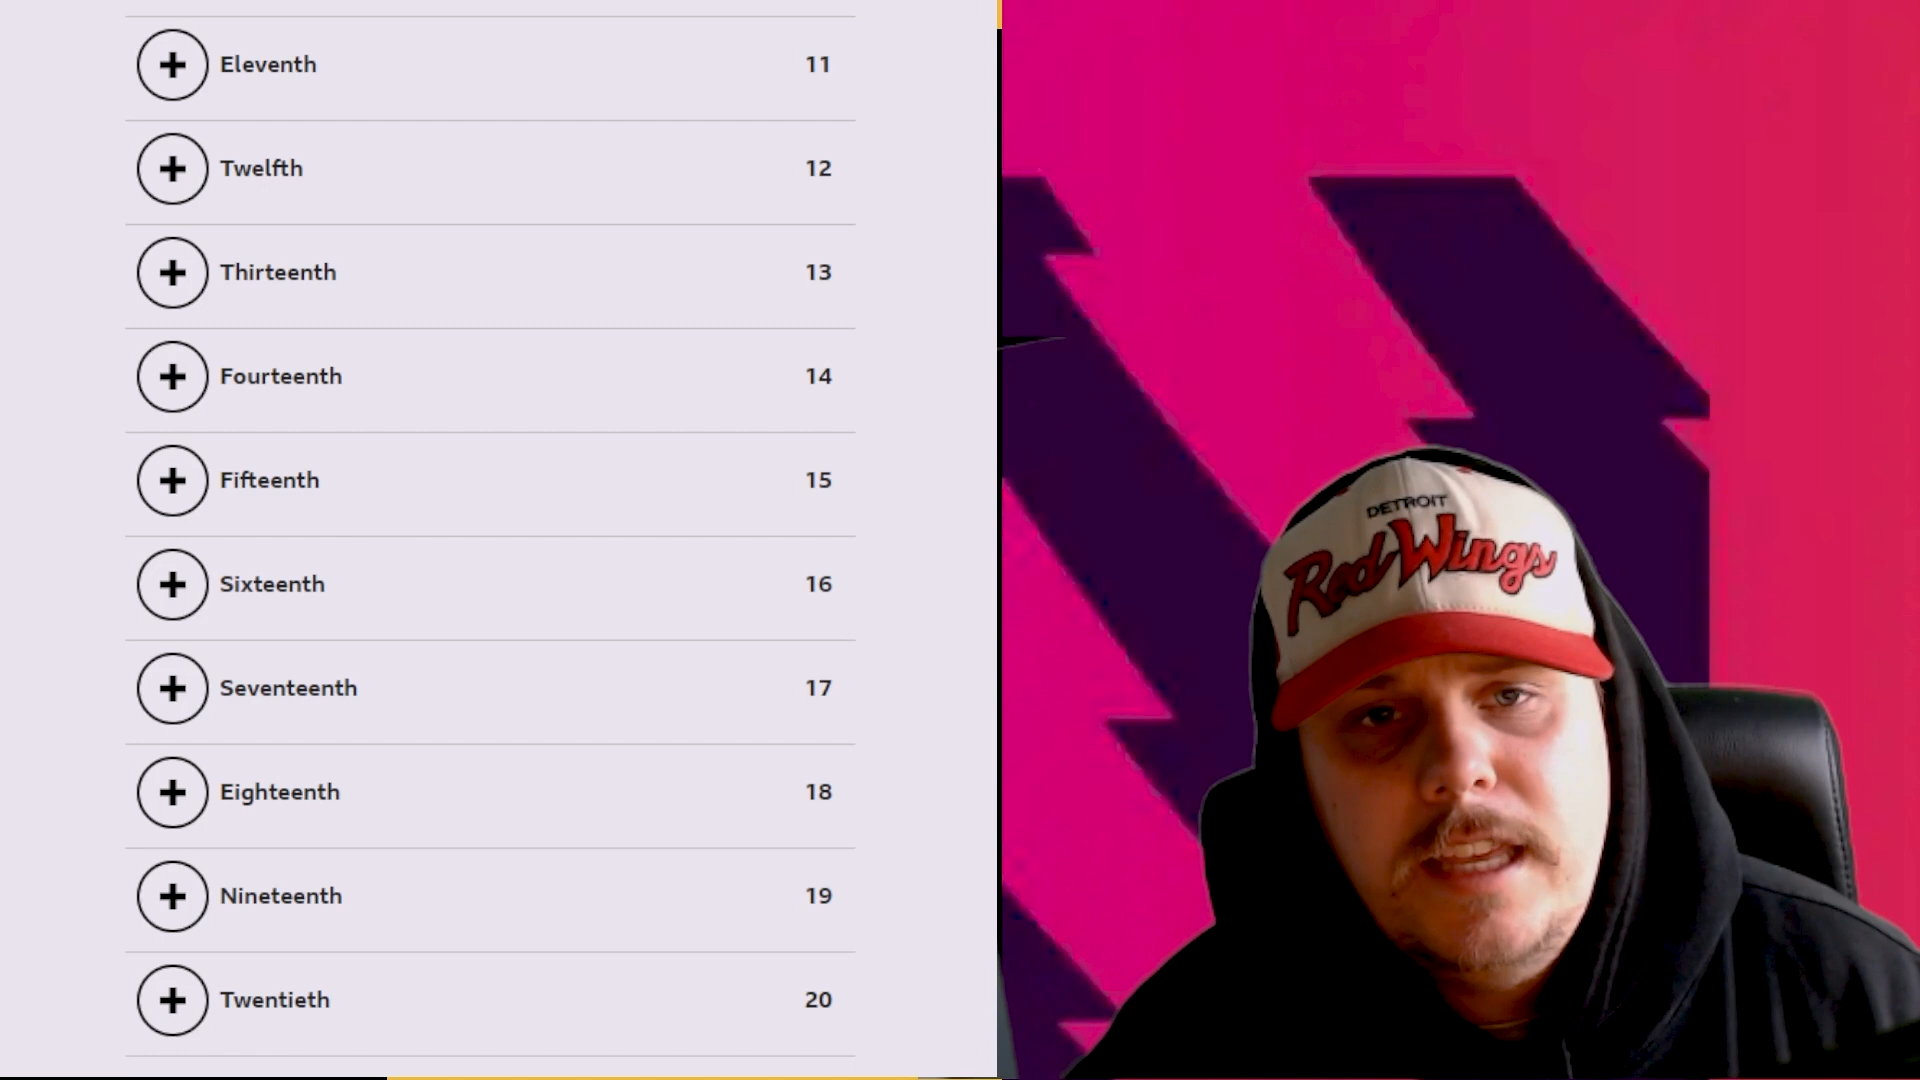 Eleventh 11
Twelfth 12
Thirteenth 13
Fourteenth 14
Fifteenth 15
Sixteenth 16
Seventeenth 17
Eighteenth 18
Nineteenth 19
Twentieth 20
DETROIT
Red Wings